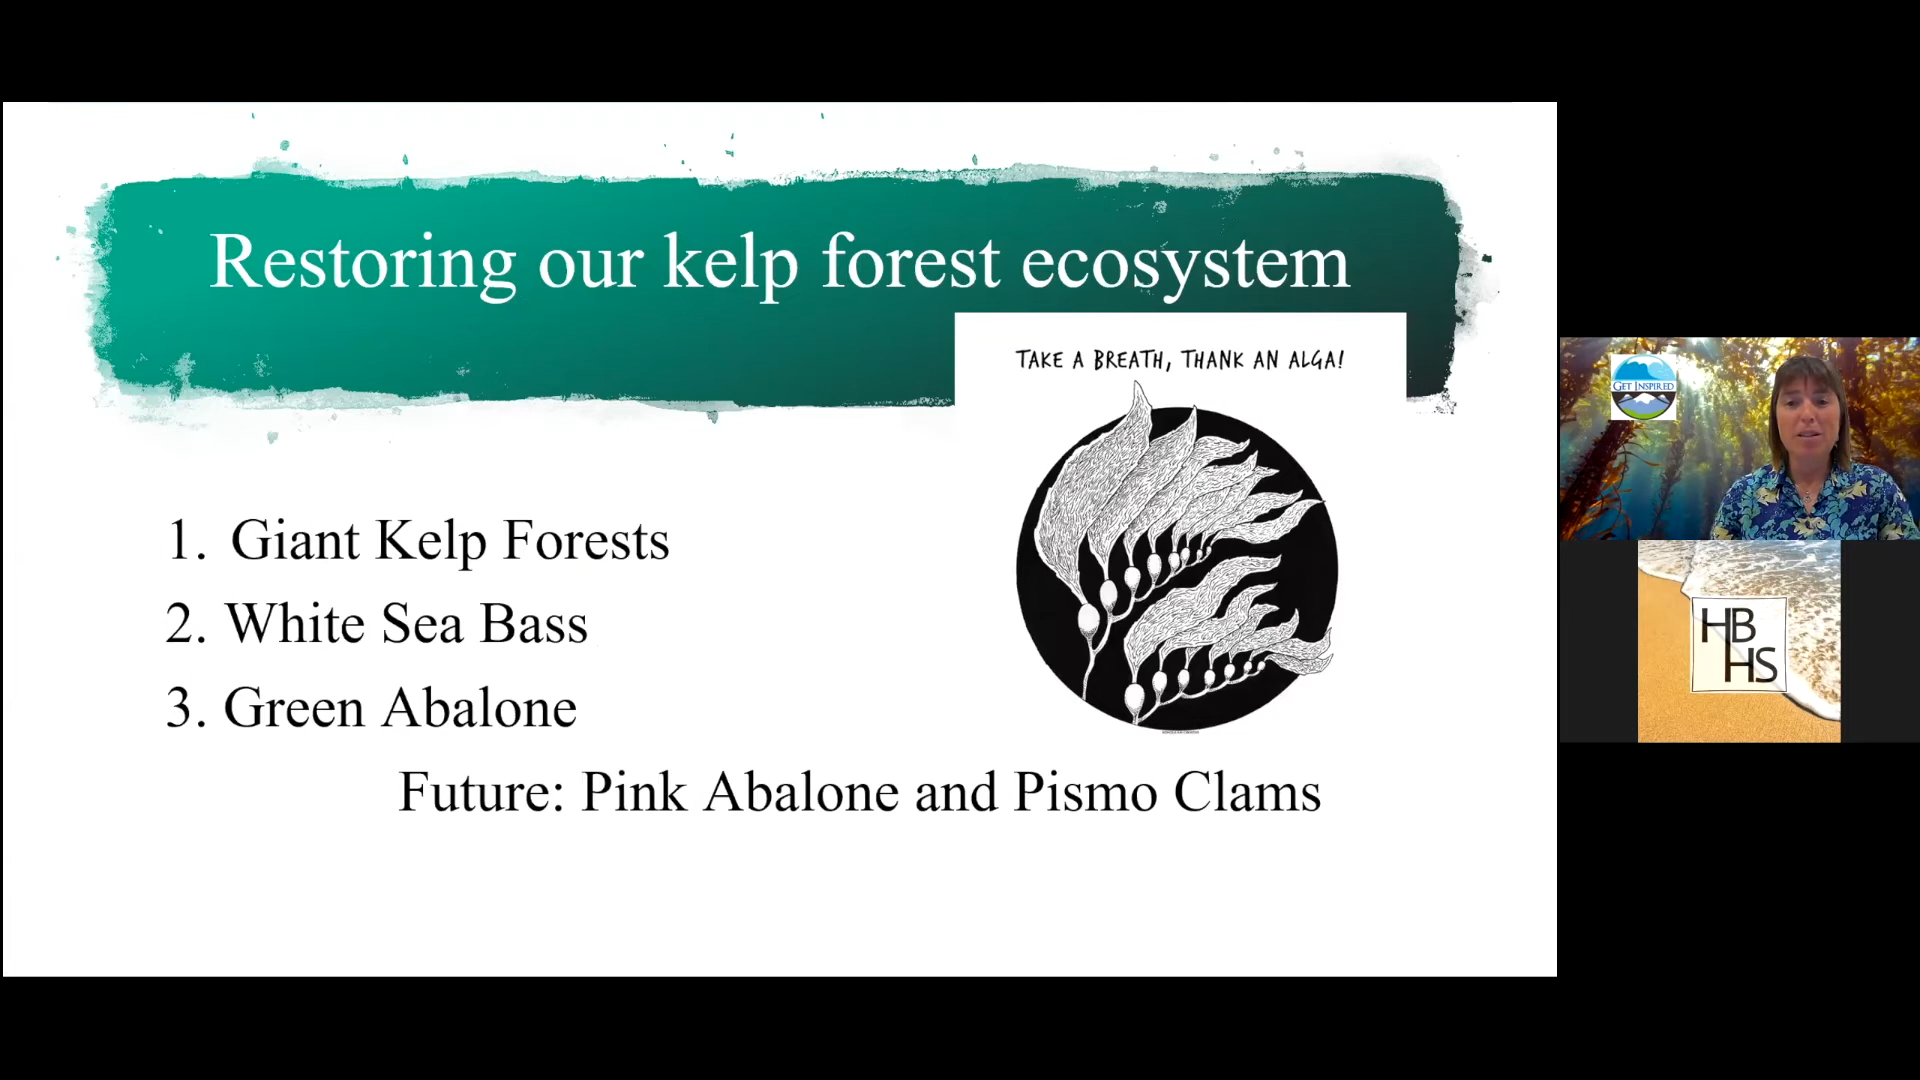 Restoring our kelp forest ecosystem
TAKE A BREATH, THANK AN ALGA!
1. Giant Kelp Forests
2. White Sea Bass
3. Green Abalone
Future: Pink Abalone and Pismo Clams
GET INSPIRED
HB
HS